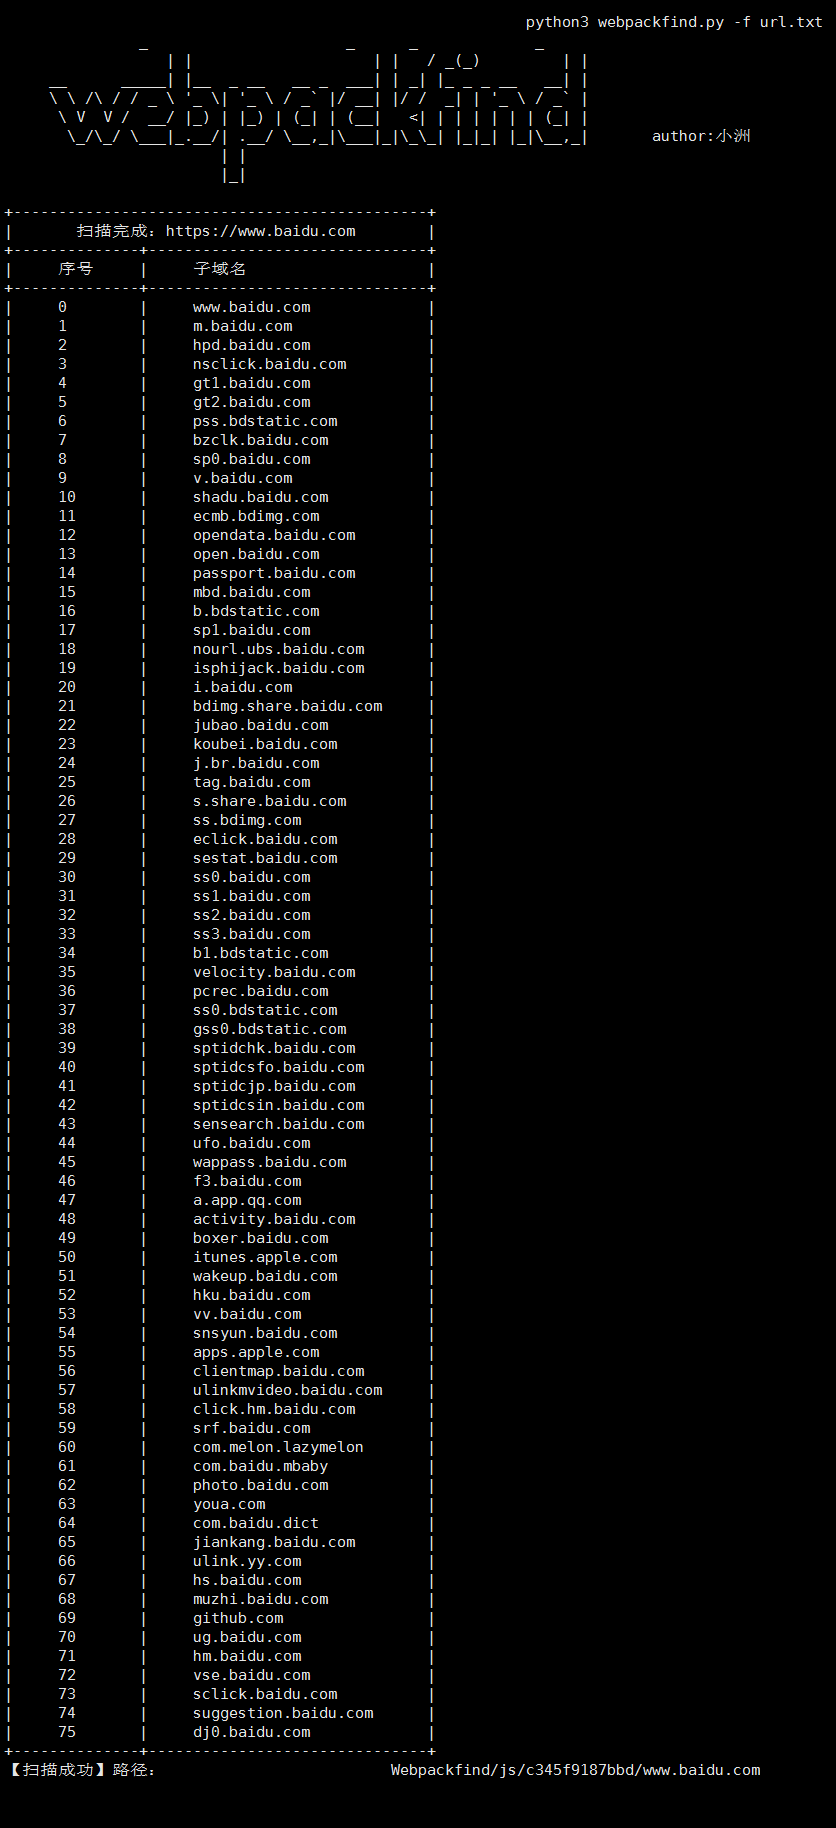 python3 webpackfind.py -f url.txt
webpackfind
author:小洲
扫描完成：https://www.baidu.com
序号 子域名
0 www.baidu.com
1 m.baidu.com
2 hpd.baidu.com
3 nsclick.baidu.com
4 gt1.baidu.com
5 gt2.baidu.com
6 pss.bdstatic.com
7 bzclk.baidu.com
8 sp0.baidu.com
9 v.baidu.com
10 shadu.baidu.com
11 ecmb.bdimg.com
12 opendata.baidu.com
13 open.baidu.com
14 passport.baidu.com
15 mbd.baidu.com
16 b.bdstatic.com
17 sp1.baidu.com
18 nourl.ubs.baidu.com
19 isphijack.baidu.com
20 i.baidu.com
21 bdimg.share.baidu.com
22 jubao.baidu.com
23 koubei.baidu.com
24 j.br.baidu.com
25 tag.baidu.com
26 s.share.baidu.com
27 ss.bdimg.com
28 eclick.baidu.com
29 sestat.baidu.com
30 ss0.baidu.com
31 ss1.baidu.com
32 ss2.baidu.com
33 ss3.baidu.com
34 b1.bdstatic.com
35 velocity.baidu.com
36 pcrec.baidu.com
37 ss0.bdstatic.com
38 gss0.bdstatic.com
39 sptidchk.baidu.com
40 sptidcsfo.baidu.com
41 sptidcjp.baidu.com
42 sptidcsin.baidu.com
43 sensearch.baidu.com
44 ufo.baidu.com
45 wappass.baidu.com
46 f3.baidu.com
47 a.app.qq.com
48 activity.baidu.com
49 boxer.baidu.com
50 itunes.apple.com
51 wakeup.baidu.com
52 hku.baidu.com
53 vv.baidu.com
54 snsyun.baidu.com
55 apps.apple.com
56 clientmap.baidu.com
57 ulinkmvideo.baidu.com
58 click.hm.baidu.com
59 srf.baidu.com
60 com.melon.lazymelon
61 com.baidu.mbaby
62 photo.baidu.com
63 youa.com
64 com.baidu.dict
65 jiankang.baidu.com
66 ulink.yy.com
67 hs.baidu.com
68 muzhi.baidu.com
69 github.com
70 ug.baidu.com
71 hm.baidu.com
72 vse.baidu.com
73 sclick.baidu.com
74 suggestion.baidu.com
75 dj0.baidu.com
【扫描成功】路径： Webpackfind/js/c345f9187bbd/www.baidu.com